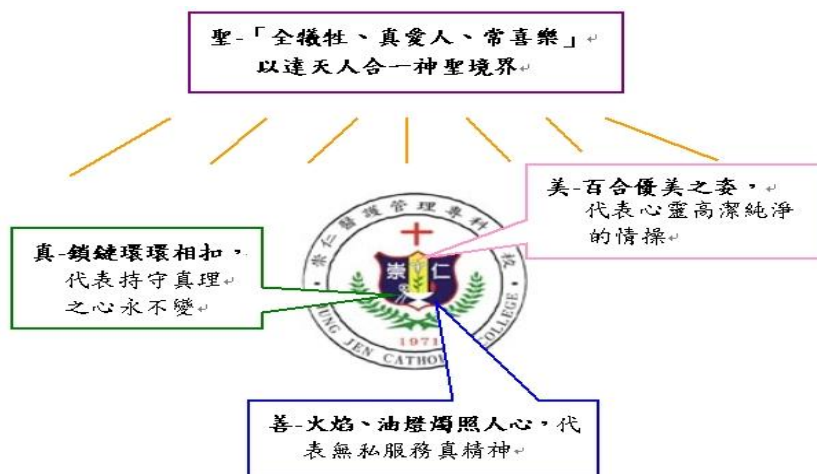 聖-「全犧牲、真愛人、常喜樂」
以達天人合一神聖境界
美-百合優美之姿，
代表心靈高潔純淨
的情操
真-鎖鏈環環相扣，
代表持守真理
之心永不變
崇仁醫護管理專科
校
崇 仁
1971
JEN CATHO
COLLEGE
善-火焰、油燈燭照人心，代
表無私服務真精神